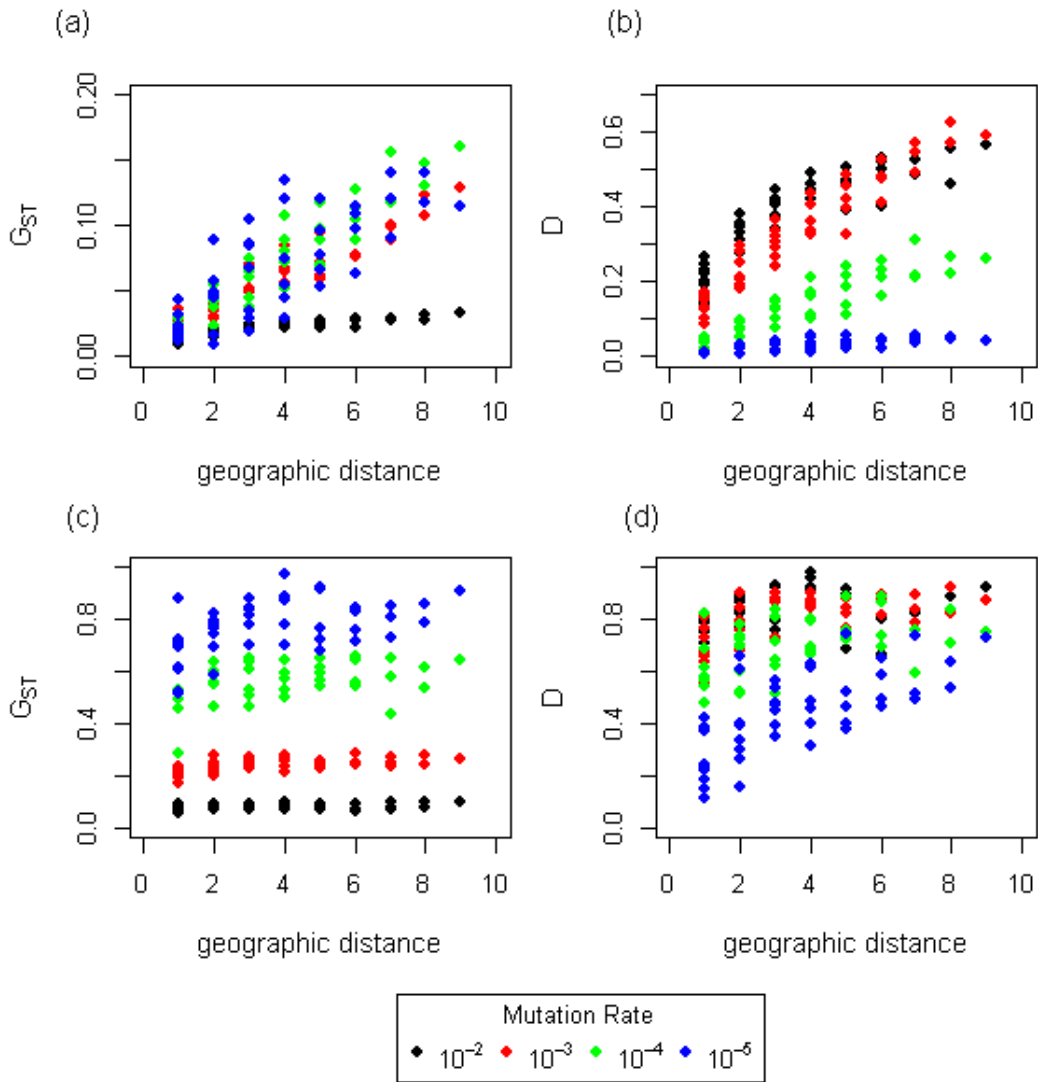 (a)
(b)
0.20
0.10
0.00
G_ST
0 2 4 6 8 10
geographic distance
0.6
0.4
0.2
0.0
D
0 2 4 6 8 10
geographic distance
(c)
(d)
0.8
0.4
0.0
G_ST
0 2 4 6 8 10
geographic distance
0.8
0.4
0.0
D
0 2 4 6 8 10
geographic distance
Mutation Rate
10⁻² 10⁻³ 10⁻⁴ 10⁻⁵